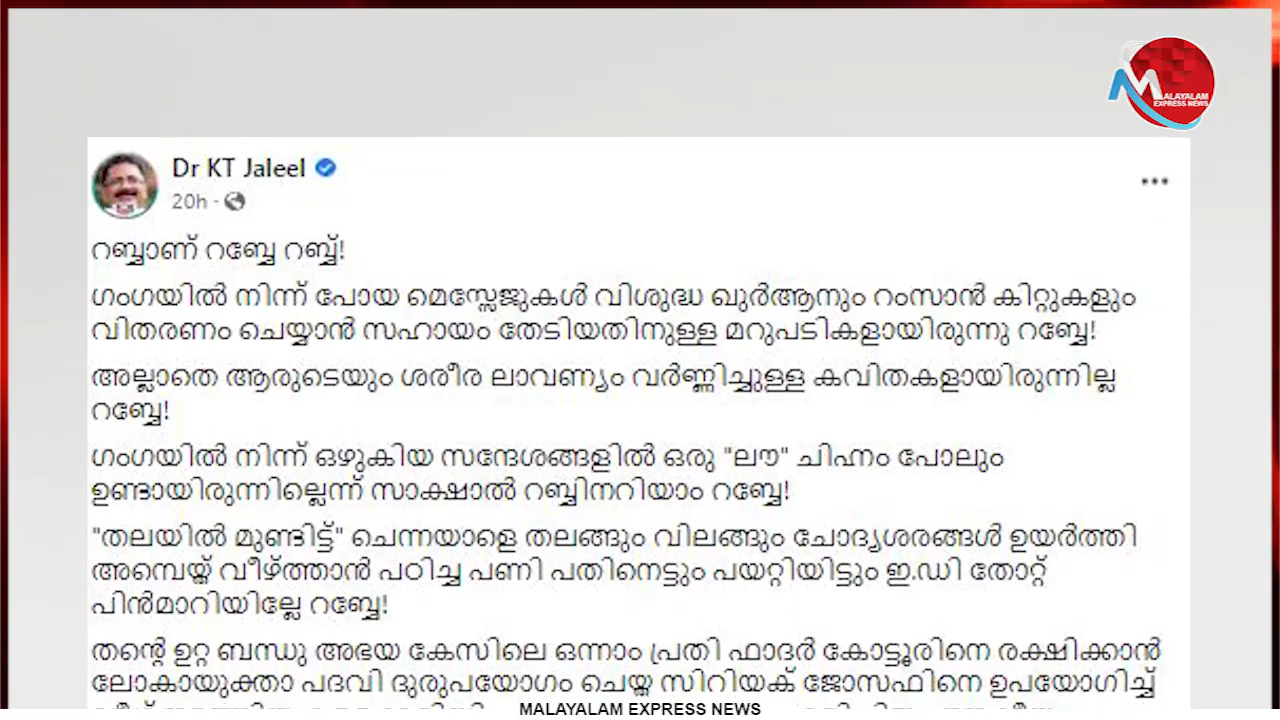 MALAYALAM
EXPRESS NEWS
Dr KT Jaleel
20h
റബ്ബാണ് റബ്ബേ റബ്ബ്!
ഗംഗയിൽ നിന്ന് പോയ മെസ്സേജുകൾ വിശുദ്ധ ഖുർആനും റംസാൻ കിറ്റുകളും
വിതരണം ചെയ്യാൻ സഹായം തേടിയതിനുള്ള മറുപടികളായിരുന്നു റബ്ബേ!
അല്ലാതെ ആരുടെയും ശരീര ലാവണ്യം വർണ്ണിച്ചുള്ള കവിതകളായിരുന്നില്ല
റബ്ബേ!
ഗംഗയിൽ നിന്ന് ഒഴുകിയ സന്ദേശങ്ങളിൽ ഒരു "ലൗ" ചിഹ്നം പോലും
ഉണ്ടായിരുന്നില്ലെന്ന് സാക്ഷാൽ റബ്ബിനറിയാം റബ്ബേ!
"തലയിൽ മുണ്ടിട്ട്" ചെന്നയാളെ തലങ്ങും വിലങ്ങും ചോദ്യശരങ്ങൾ ഉയർത്തി
അമ്പെയ്ത് വീഴ്ത്താൻ പഠിച്ച പണി പതിനെട്ടും പയറ്റിയിട്ടും ഇ.ഡി തോറ്റ്
പിൻമാറിയില്ലേ റബ്ബേ!
തന്റെ ഉറ്റ ബന്ധു അഭയ കേസിലെ ഒന്നാം പ്രതി ഫാദർ കോട്ടൂരിനെ രക്ഷിക്കാൻ
ലോകായുക്താ പദവി ദുരുപയോഗം ചെയ്ത സിറിയക് ജോസഫിനെ ഉപയോഗിച്ച്
MALAYALAM EXPRESS NEWS